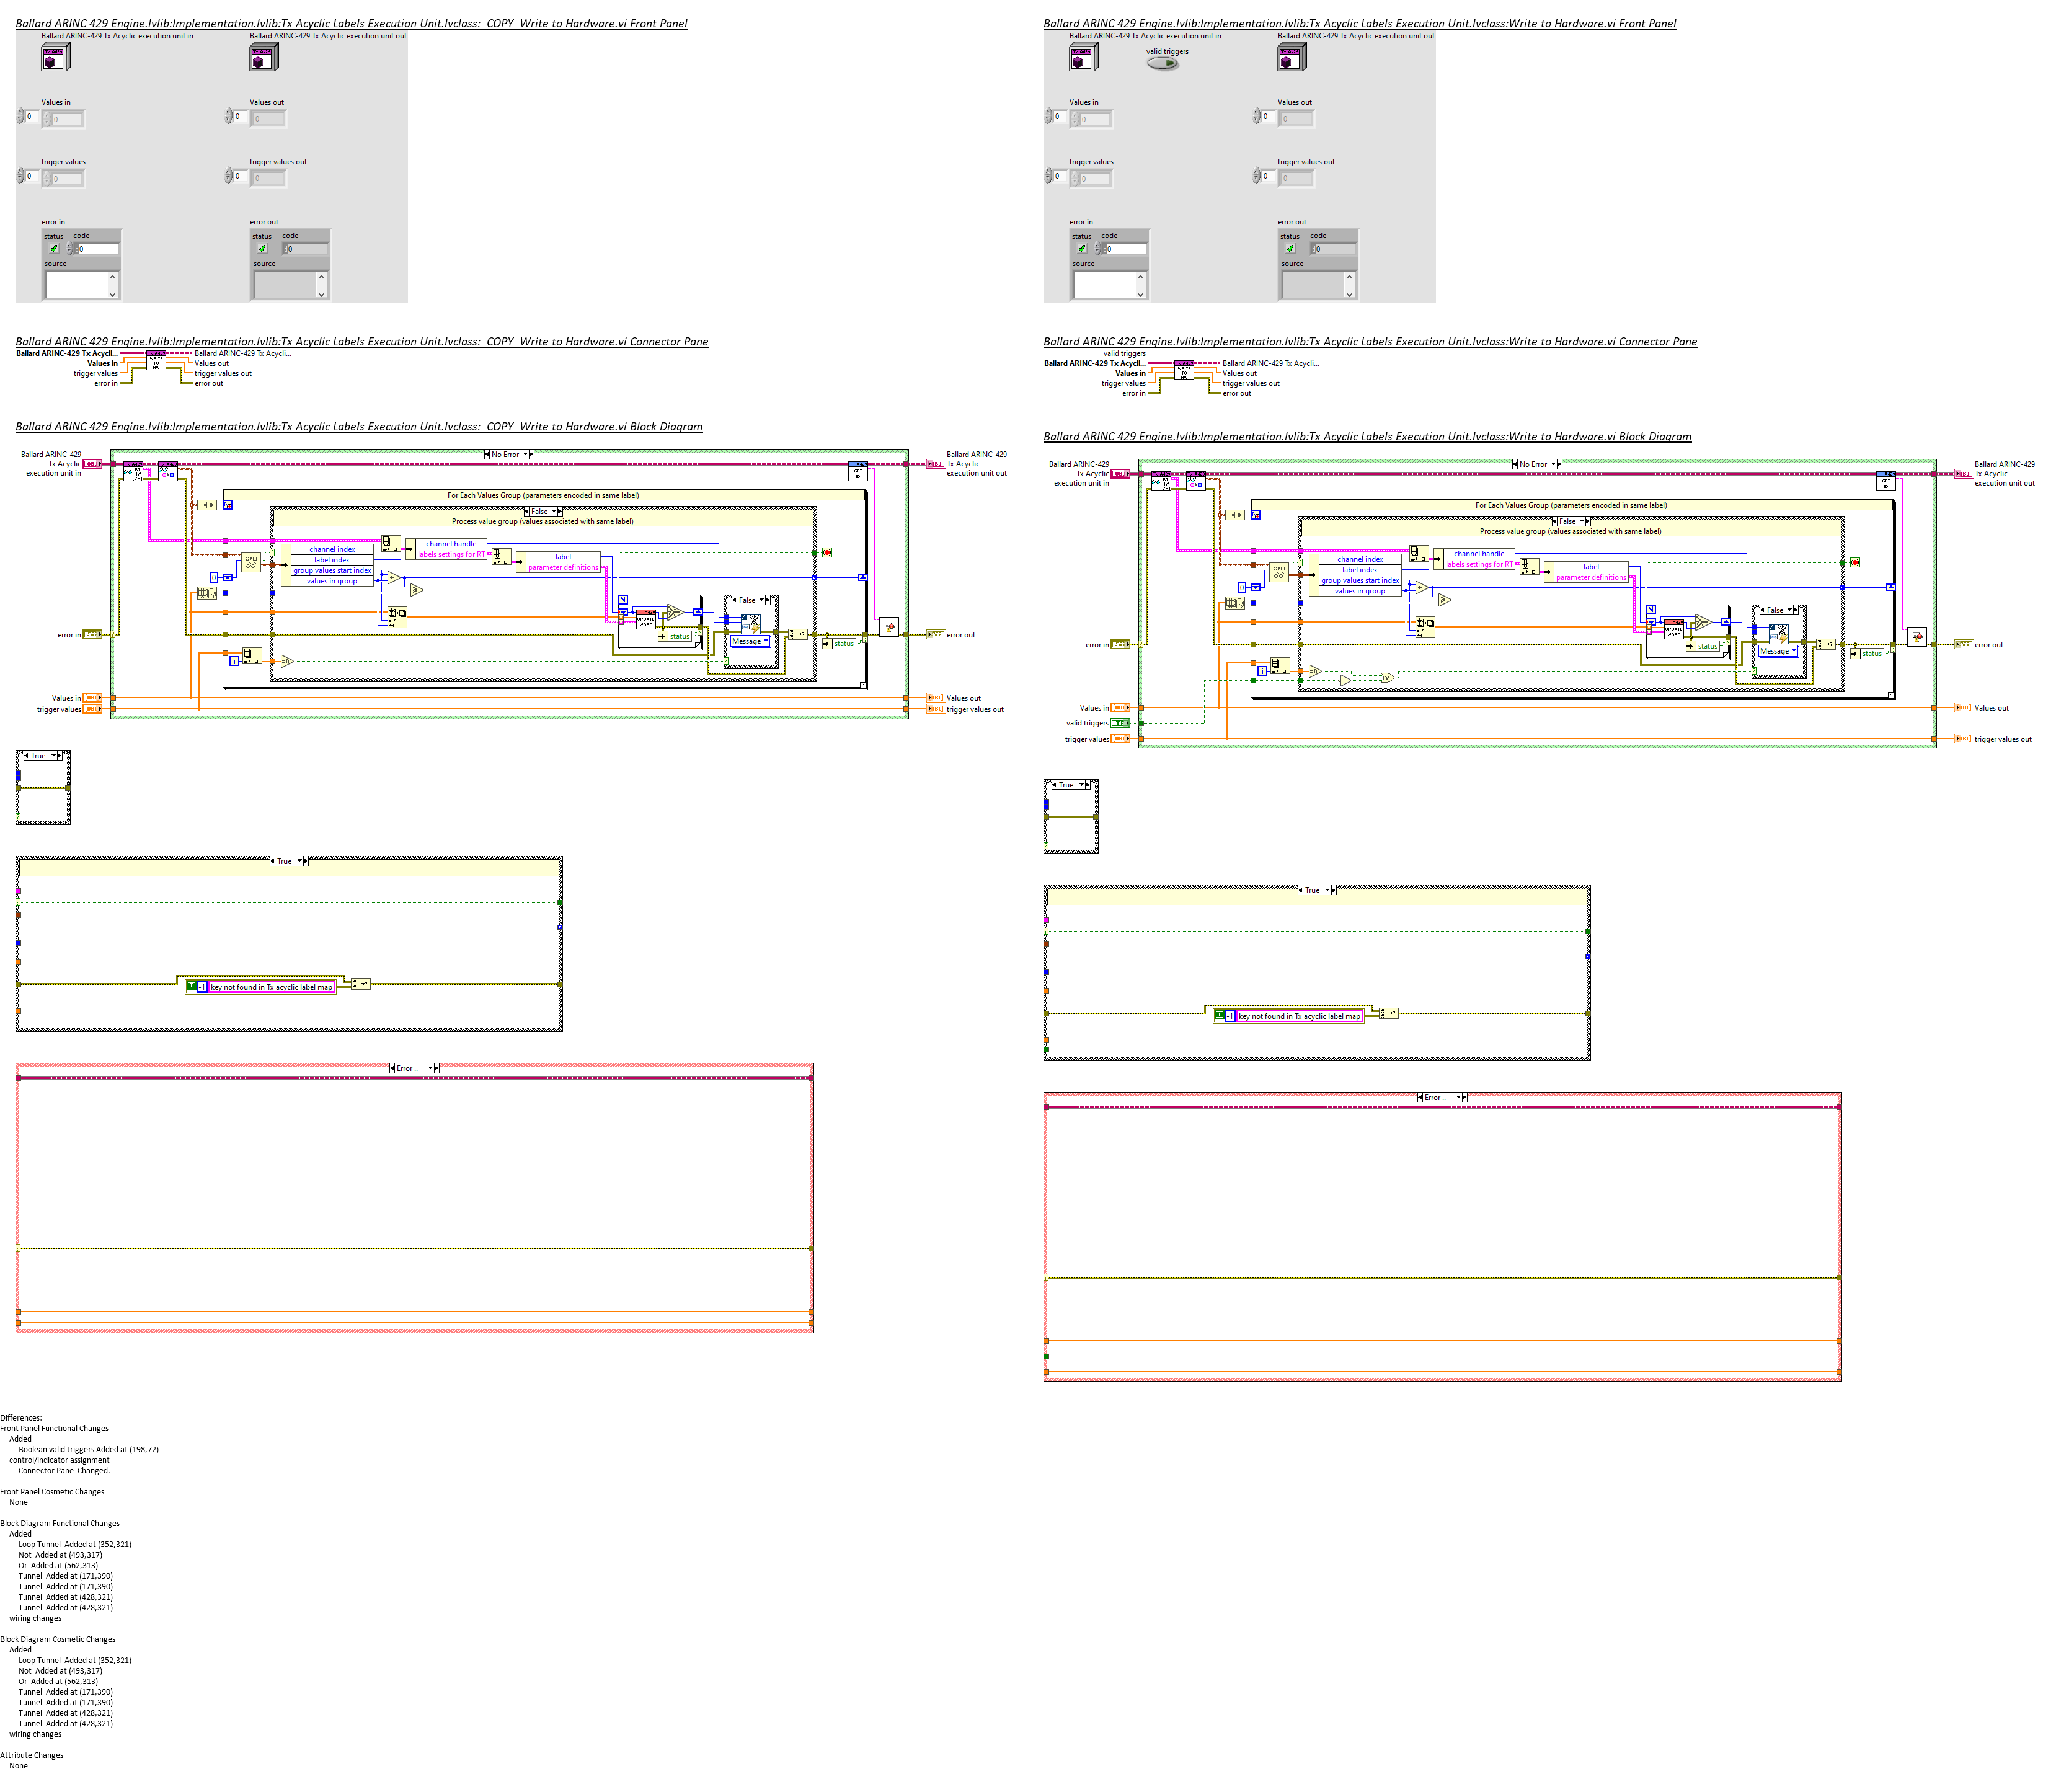 Ballard ARINC 429 Engine.lvlib:Implementation.lvlib:Tx Acyclic Labels Execution Unit.lvclass:_COPY_Write to Hardware.vi Front Panel
Ballard ARINC-429 Tx Acyclic execution unit in
Ballard ARINC-429 Tx Acyclic execution unit out
Values in
Values out
0
0
0
0
trigger values
trigger values out
0
0
0
0
error in
error out
status code
status code
0
0
source
source
Ballard ARINC 429 Engine.lvlib:Implementation.lvlib:Tx Acyclic Labels Execution Unit.lvclass:_COPY_Write to Hardware.vi Connector Pane
Ballard ARINC-429 Tx Acycli...
Ballard ARINC-429 Tx Acycli...
Values in
Values out
trigger values
trigger values out
error in
error out
WRITE TO HW
Ballard ARINC 429 Engine.lvlib:Implementation.lvlib:Tx Acyclic Labels Execution Unit.lvclass:_COPY_Write to Hardware.vi Block Diagram
No Error
Ballard ARINC-429
Tx Acyclic
execution unit in
Ballard ARINC-429
Tx Acyclic
execution unit out
GET ID
For Each Values Group (parameters encoded in same label)
False
Process value group (values associated with same label)
channel index
label index
group values start index
values in group
channel handle
labels settings for RT
label
parameter definitions
0
N
UPDATE WORD
status
False
Message
status
i
error in
error out
Values in
Values out
trigger values
trigger values out
True
True
-1 key not found in Tx acyclic label map
Error ..
Ballard ARINC 429 Engine.lvlib:Implementation.lvlib:Tx Acyclic Labels Execution Unit.lvclass:Write to Hardware.vi Front Panel
Ballard ARINC-429 Tx Acyclic execution unit in
Ballard ARINC-429 Tx Acyclic execution unit out
valid triggers
Values in
Values out
0
0
0
0
trigger values
trigger values out
0
0
0
0
error in
error out
status code
status code
0
0
source
source
Ballard ARINC 429 Engine.lvlib:Implementation.lvlib:Tx Acyclic Labels Execution Unit.lvclass:Write to Hardware.vi Connector Pane
valid triggers
Ballard ARINC-429 Tx Acycli...
Ballard ARINC-429 Tx Acycli...
Values in
Values out
trigger values
trigger values out
error in
error out
WRITE TO HW
Ballard ARINC 429 Engine.lvlib:Implementation.lvlib:Tx Acyclic Labels Execution Unit.lvclass:Write to Hardware.vi Block Diagram
No Error
Ballard ARINC-429
Tx Acyclic
execution unit in
Ballard ARINC-429
Tx Acyclic
execution unit out
GET ID
For Each Values Group (parameters encoded in same label)
False
Process value group (values associated with same label)
channel index
label index
group values start index
values in group
channel handle
labels settings for RT
label
parameter definitions
0
N
UPDATE WORD
status
False
Message
status
i
error in
error out
Values in
Values out
valid triggers
TF
trigger values
trigger values out
True
True
-1 key not found in Tx acyclic label map
Error ..
Differences:
Front Panel Functional Changes
Added
Boolean valid triggers Added at (198,72)
control/indicator assignment
Connector Pane Changed.
Front Panel Cosmetic Changes
None
Block Diagram Functional Changes
Added
Loop Tunnel Added at (352,321)
Not Added at (493,317)
Or Added at (562,313)
Tunnel Added at (171,390)
Tunnel Added at (171,390)
Tunnel Added at (428,321)
Tunnel Added at (428,321)
wiring changes
Block Diagram Cosmetic Changes
Added
Loop Tunnel Added at (352,321)
Not Added at (493,317)
Or Added at (562,313)
Tunnel Added at (171,390)
Tunnel Added at (171,390)
Tunnel Added at (428,321)
Tunnel Added at (428,321)
wiring changes
Attribute Changes
None